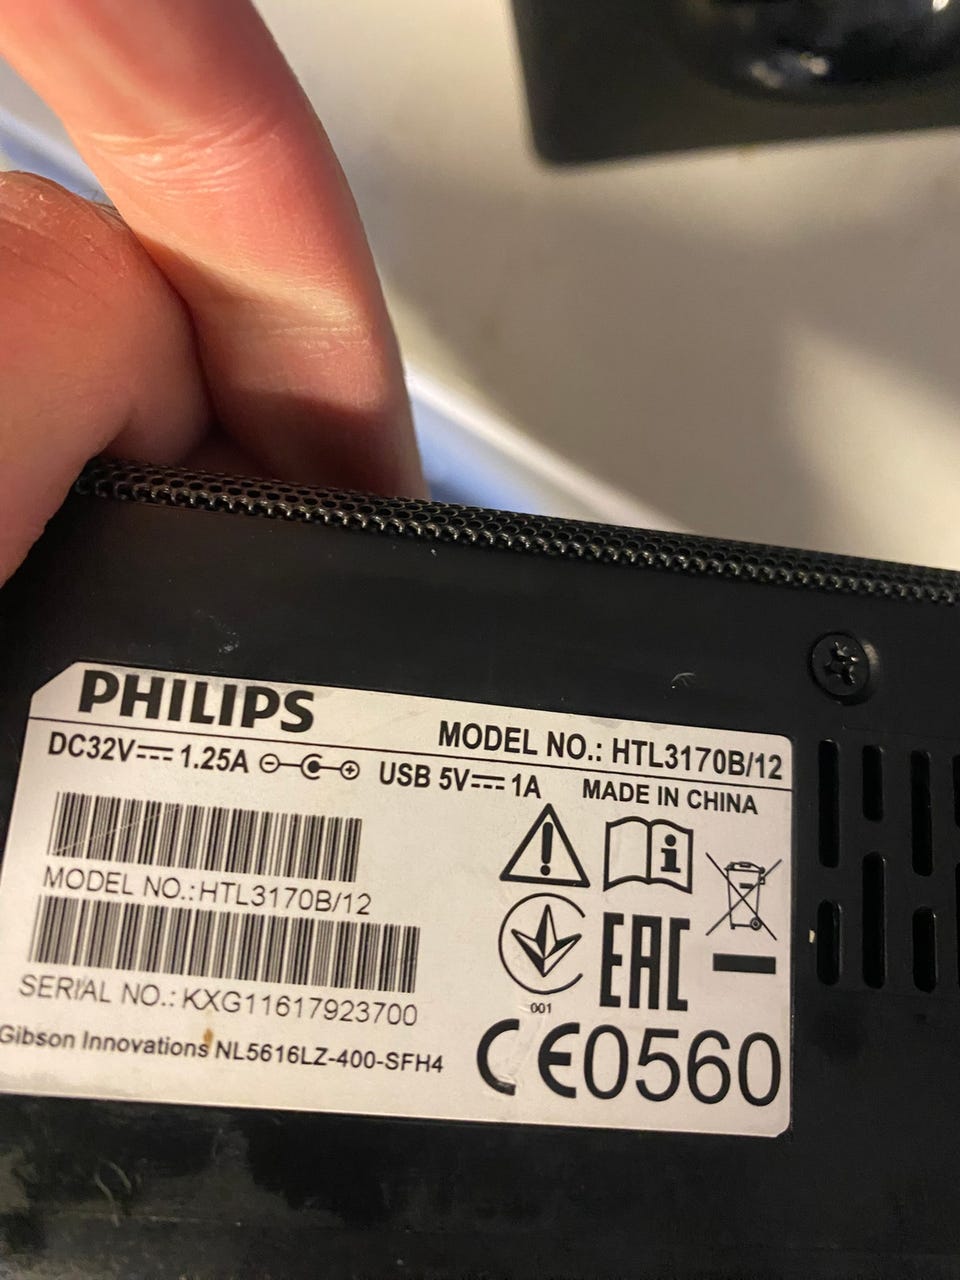 PHILIPS
MODEL NO.: HTL3170B/12
DC32V⎓ 1.25A
USB 5V⎓ 1A
MADE IN CHINA
MODEL NO.:HTL3170B/12
SERIAL NO.: KXG11617923700
001
EAC
Gibson Innovations NL5616LZ-400-SFH4
CE0560